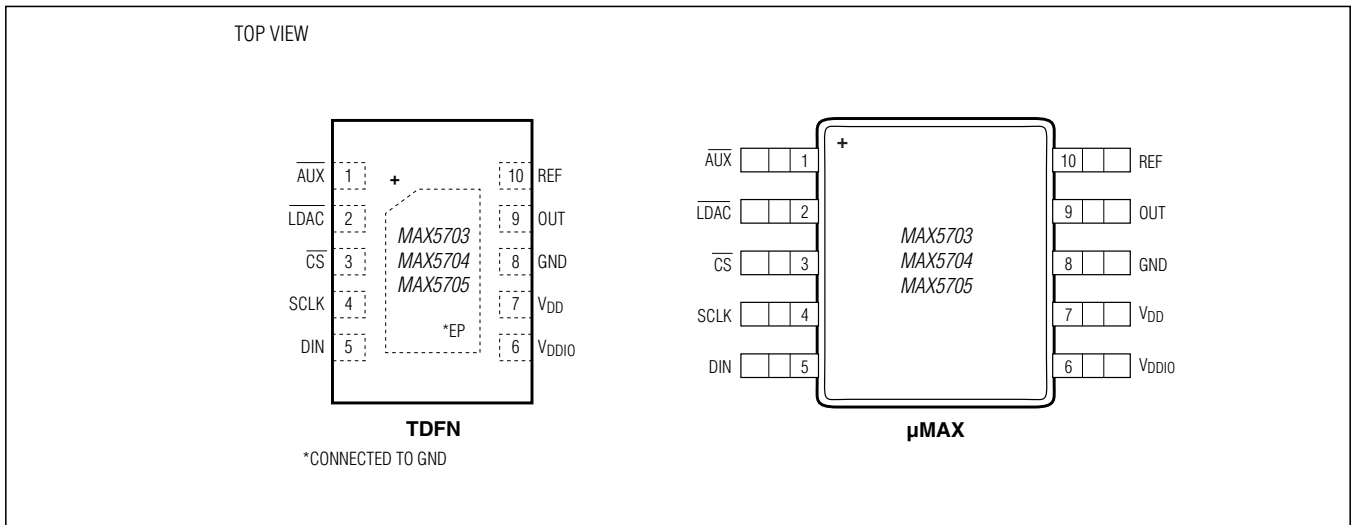 TOP VIEW
AUX 1 + 10 REF
LDAC 2 9 OUT
CS 3 8 GND
SCLK 4 7 VDD
DIN 5 6 VDDIO
MAX5703
MAX5704
MAX5705
*EP
TDFN
*CONNECTED TO GND
AUX 1 + 10 REF
LDAC 2 9 OUT
CS 3 8 GND
SCLK 4 7 VDD
DIN 5 6 VDDIO
MAX5703
MAX5704
MAX5705
µMAX